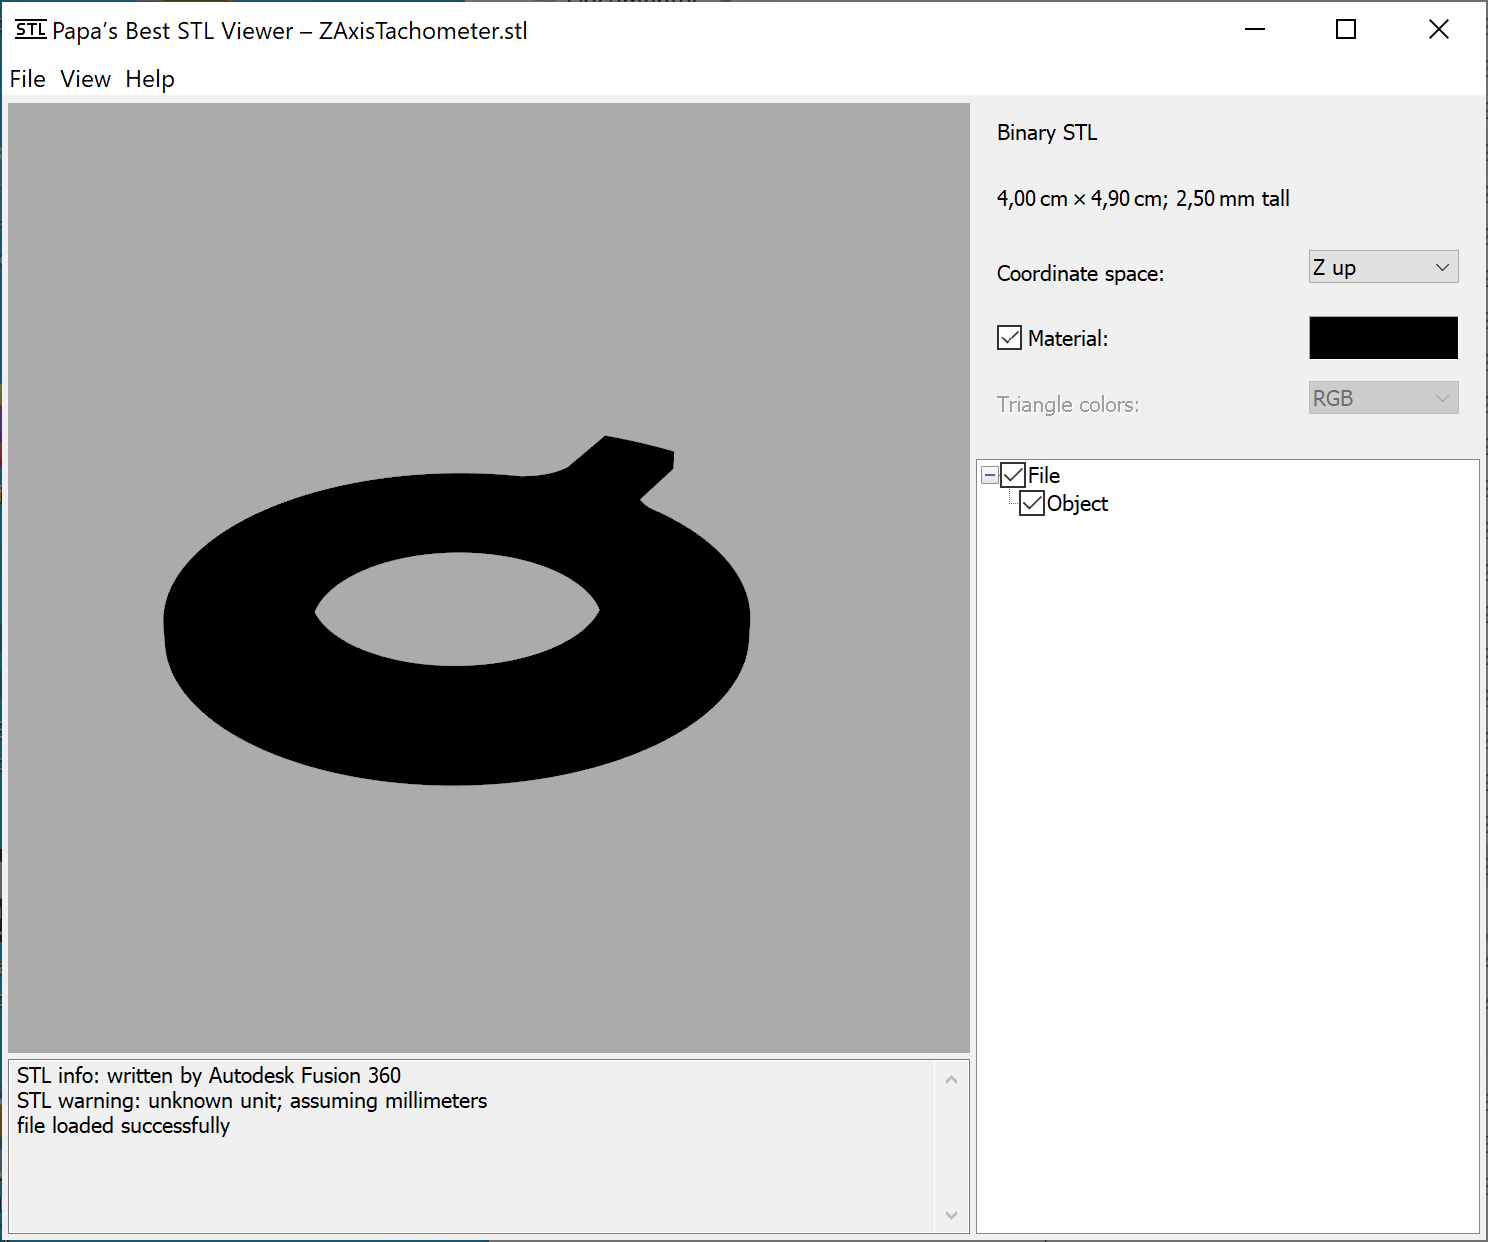 STL Papa’s Best STL Viewer – ZAxisTachometer.stl
File View Help
Binary STL
4,00 cm × 4,90 cm; 2,50 mm tall
Coordinate space: Z up
Material:
Triangle colors: RGB
File
Object
STL info: written by Autodesk Fusion 360
STL warning: unknown unit; assuming millimeters
file loaded successfully